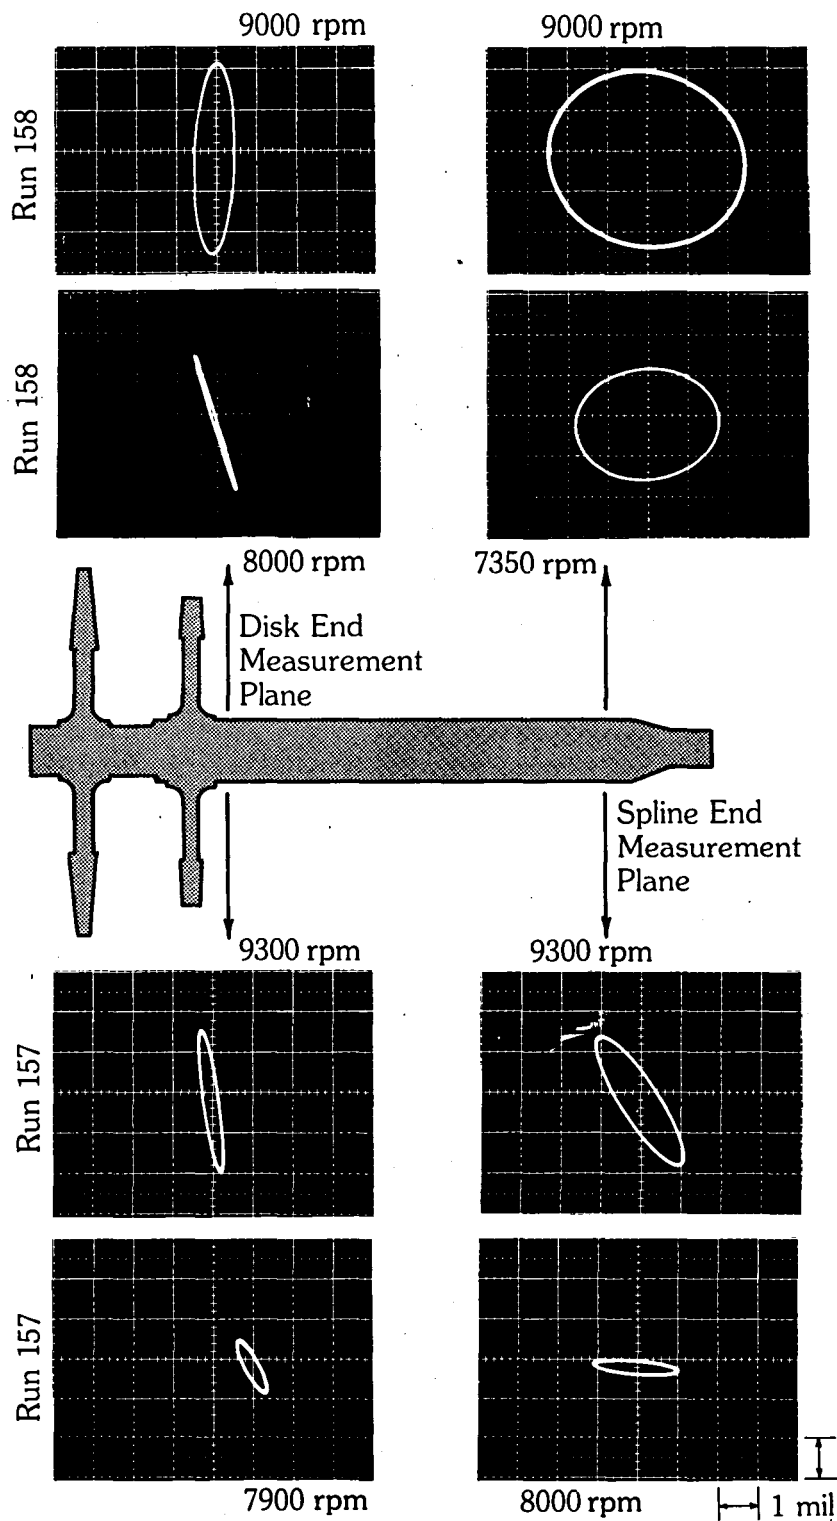 9000 rpm
9000 rpm
Run 158
Run 158
8000 rpm
7350 rpm
Disk End
Measurement
Plane
Spline End
Measurement
Plane
9300 rpm
9300 rpm
Run 157
Run 157
7900 rpm
8000 rpm
1 mil